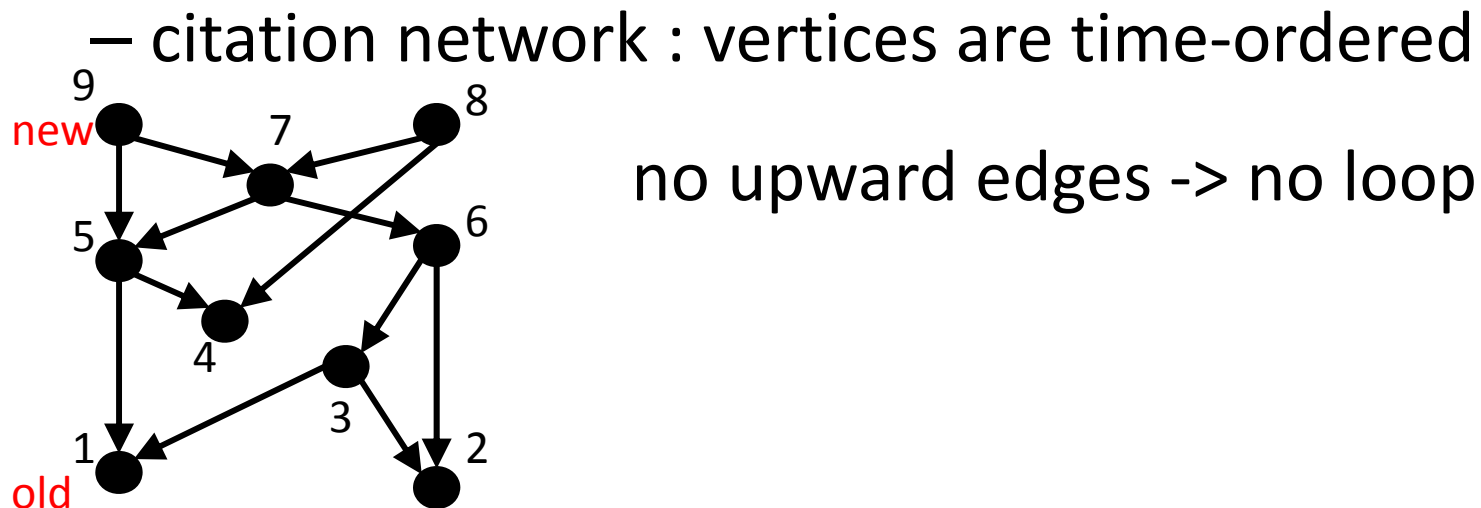 – citation network : vertices are time-ordered
9
8
new
7
no upward edges -> no loop
5
6
4
3
1
2
old